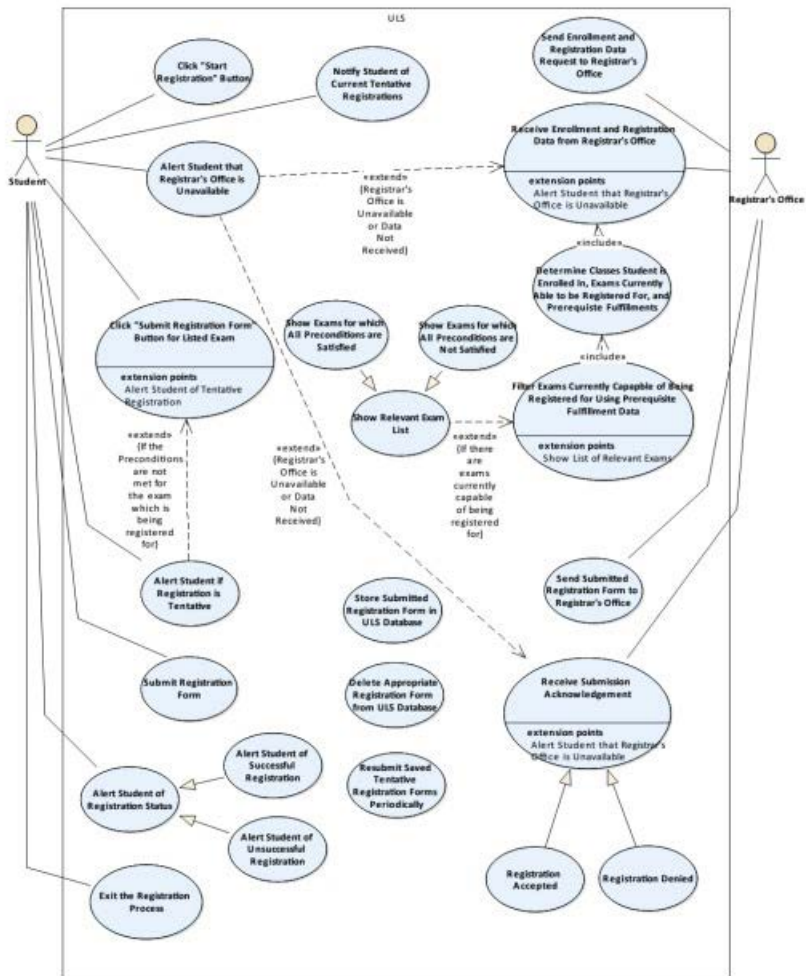 ULS
Click "Start
Registration" Button
Notify Student of
Current Tentative
Registrations
Send Enrollment and
Registration Data
Request to Registrar's
Office
Student
Alert Student that
Registrar's Office is
Unavailable
«extend»
{Registrar's
Office is
Unavailable
or Data
Not
Received}
Receive Enrollment and Registration
Data from Registrar's Office
extension points
Alert Student that Registrar's
Office is Unavailable
Registrar's Office
«include»
Determine Classes Student is
Enrolled in, Exams Currently
Able to be Registered For, and
Prerequisite Fulfillments
Click "Submit Registration Form"
Button for Listed Exam
extension points
Alert Student of Tentative
Registration
Show Exams for which
All Preconditions are
Satisfied
Show Exams for which
All Preconditions are
Not Satisfied
«include»
Filter Exams Currently Capapble of Being
Registered for Using Prerequisite
Fulfillment Data
extension points
Show List of Relevant Exams
Show Relevant Exam
List
«extend»
{If the
Preconditions
are not
met for
the exam
which is
being
registered
for}
«extend»
{Registrar's
Office is
Unavailable
or Data
Not
Received}
«extend»
{If there
are
exams
currently
capable
of being
registered for}
Alert Student if
Registration is
Tentative
Store Submitted
Registration Form in
ULS Database
Send Submitted
Registration Form to
Registrar's Office
Submit Registration
Form
Delete Appropriate
Registration Form
from ULS Database
Receive Submission
Acknowledgement
extension points
Alert Student that Registrar's
Office is Unavailable
Alert Student of
Successful
Registration
Alert Student of
Registration Status
Resubmit Saved
Tentative
Registration Forms
Periodically
Alert Student of
Unsuccessful
Registration
Registration
Accepted
Registration Denied
Exit the Registration
Process